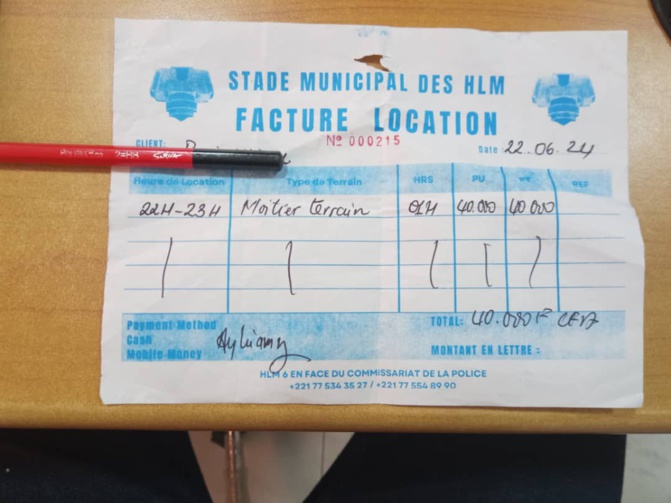 STADE MUNICIPAL DES HLM
FACTURE LOCATION
CLIENT:
Nº 000215
Date 22.06.24
Heure de Location Type de Terrain HRS PU
22H-23H Moitier terrain 01H 40.000 40 000
Payment Method
Cash
Mobile Money
TOTAL: 40.000F CFA
MONTANT EN LETTRE :
HLM 6 EN FACE DU COMMISSARIAT DE LA POLICE
+221 77 534 35 27 / +221 77 554 89 90